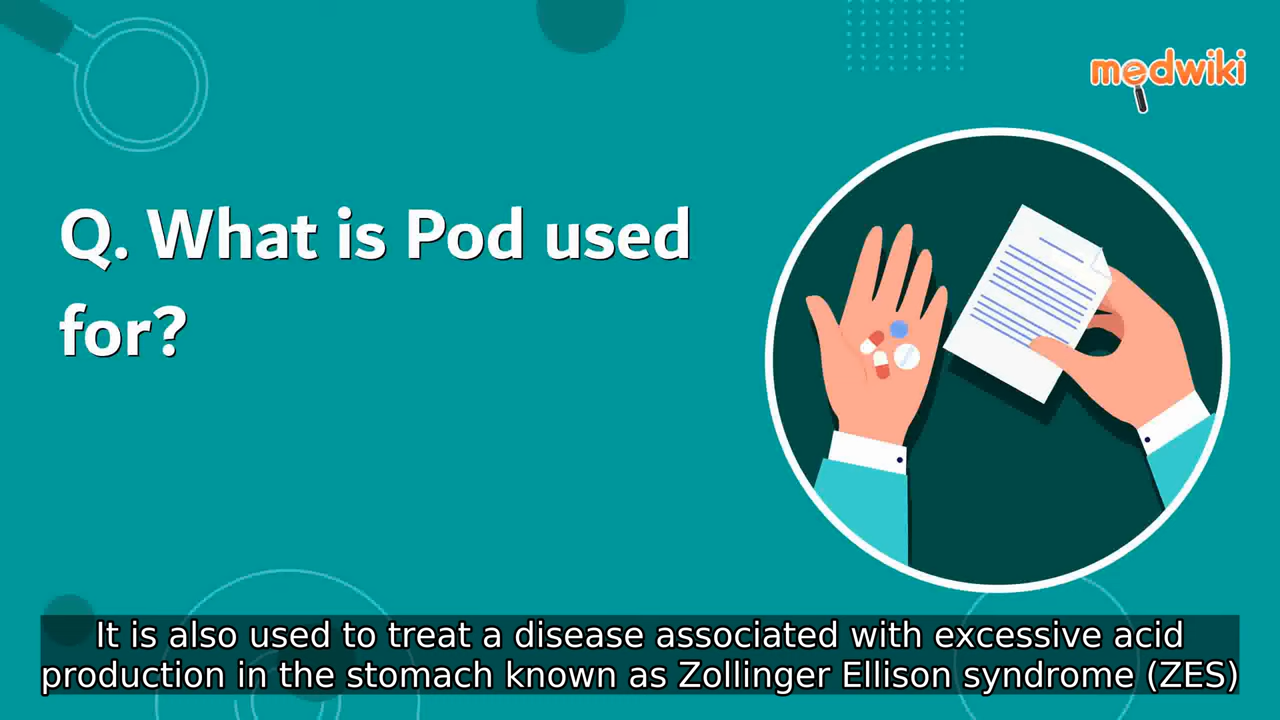 medwiki
Q. What is Pod used
for?
It is also used to treat a disease associated with excessive acid
production in the stomach known as Zollinger Ellison syndrome (ZES)